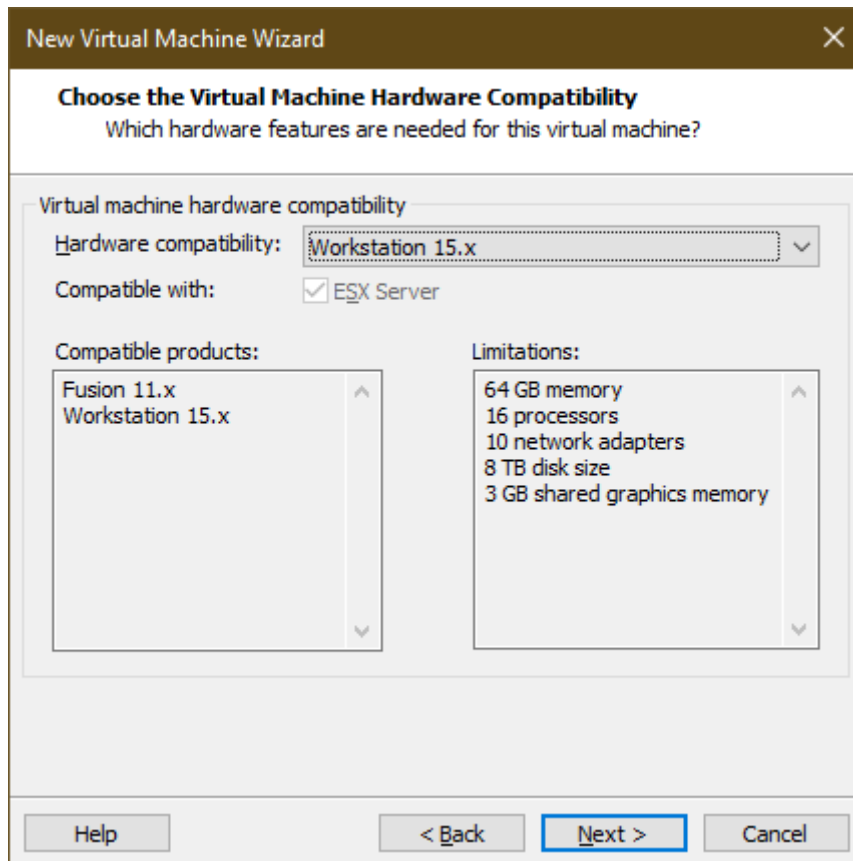 New Virtual Machine Wizard
Choose the Virtual Machine Hardware Compatibility
Which hardware features are needed for this virtual machine?
Virtual machine hardware compatibility
Hardware compatibility: Workstation 15.x
Compatible with: ESX Server
Compatible products:
Fusion 11.x
Workstation 15.x
Limitations:
64 GB memory
16 processors
10 network adapters
8 TB disk size
3 GB shared graphics memory
Help < Back Next > Cancel